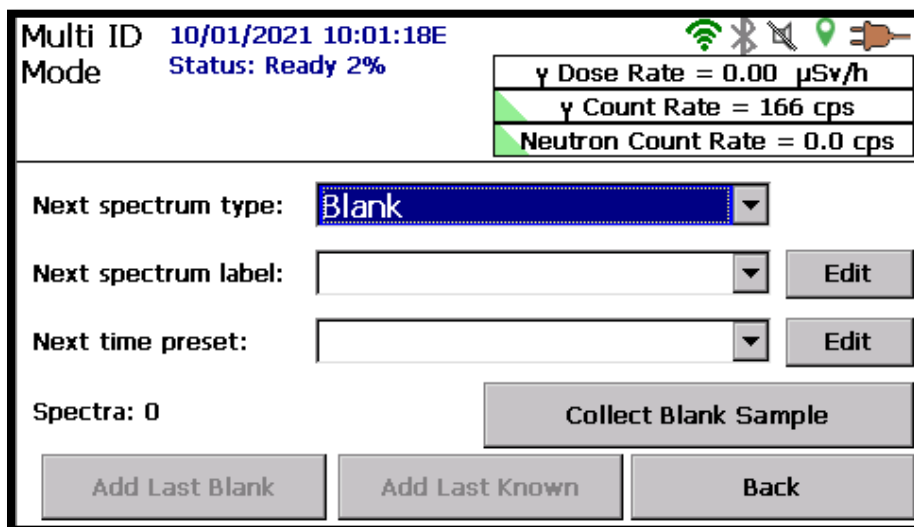 Multi ID 10/01/2021 10:01:18E
Mode Status: Ready 2%
γ Dose Rate = 0.00 µSv/h
γ Count Rate = 166 cps
Neutron Count Rate = 0.0 cps
Next spectrum type: Blank
Next spectrum label: Edit
Next time preset: Edit
Spectra: 0 Collect Blank Sample
Add Last Blank Add Last Known Back